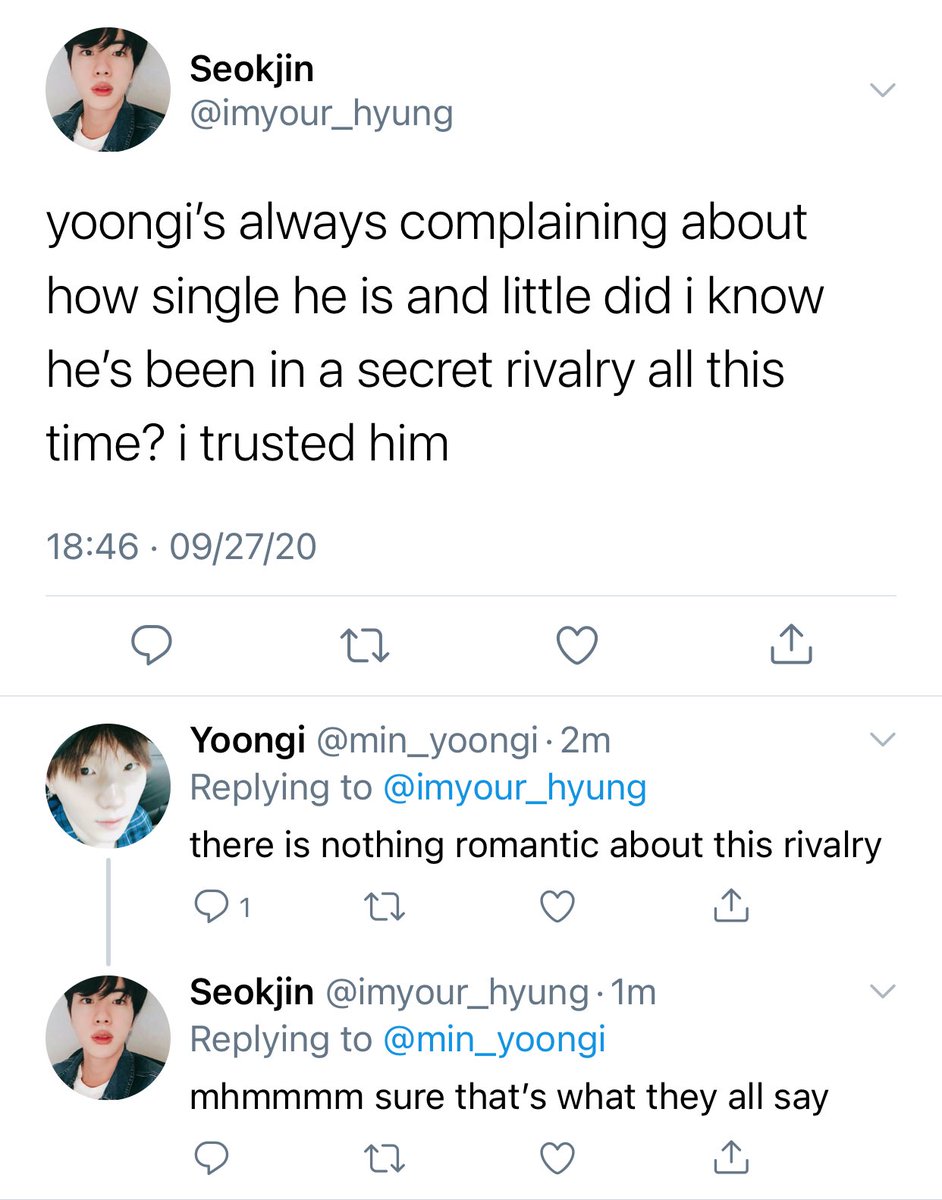 Seokjin
@imyour_hyung
yoongi’s always complaining about
how single he is and little did i know
he’s been in a secret rivalry all this
time? i trusted him
18:46 · 09/27/20
Yoongi @min_yoongi · 2m
Replying to @imyour_hyung
there is nothing romantic about this rivalry
1
Seokjin @imyour_hyung · 1m
Replying to @min_yoongi
mhmmmm sure that’s what they all say